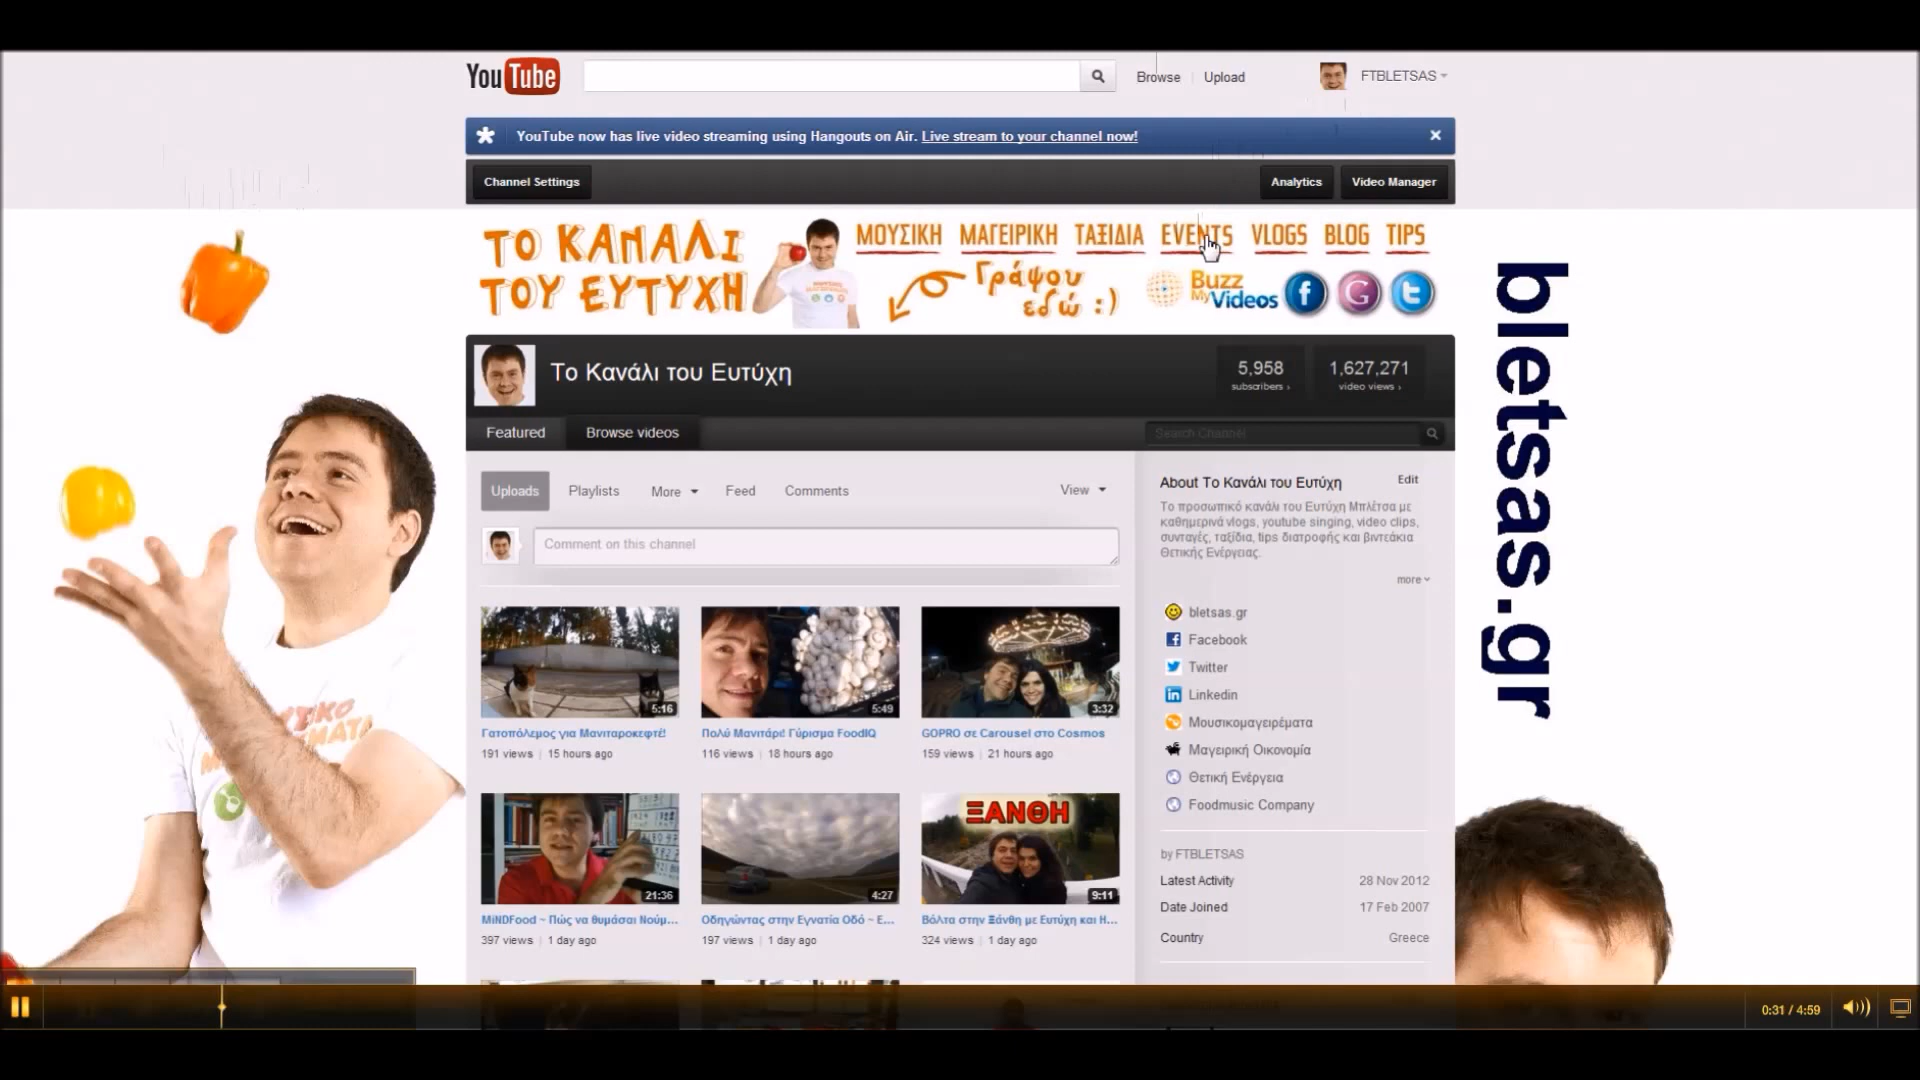 YouTube
Browse | Upload
FTBLETSAS
YouTube now has live video streaming using Hangouts on Air. Live stream to your channel now!
Channel Settings
Analytics
Video Manager
ΤΟ ΚΑΝΑΛΙ
ΤΟΥ ΕΥΤΥΧΗ
ΜΟΥΣΙΚΗ ΜΑΓΕΙΡΙΚΗ ΤΑΞΙΔΙΑ EVENTS VLOGS BLOG TIPS
Γράψου
εδώ :)
Buzz
My Videos
f G t
Το Κανάλι του Ευτύχη
5,958
subscribers ›
1,627,271
video views ›
Featured
Browse videos
Search Channel
Uploads
Playlists
More
Feed
Comments
View
Comment on this channel
5:16
5:49
3:32
Γατοπόλεμος για Μανιταροκεφτέ!
191 views | 15 hours ago
Πολύ Μανιτάρι! Γύρισμα FoodIQ
116 views | 18 hours ago
GOPRO σε Carousel στο Cosmos
159 views | 21 hours ago
21:36
4:27
ΞΑΝΘΗ
9:11
MiNDFood ~ Πώς να θυμάσαι Νούμ...
397 views | 1 day ago
Οδηγώντας στην Εγνατία Οδό ~ Ε...
197 views | 1 day ago
Βόλτα στην Ξάνθη με Ευτύχη και Η...
324 views | 1 day ago
About Το Κανάλι του Ευτύχη
Edit
Το προσωπικό κανάλι του Ευτύχη Μπλέτσα με
καθημερινά vlogs, youtube singing, video clips,
συνταγές, ταξίδια, tips διατροφής και βιντεάκια
Θετικής Ενέργειας.
more
bletsas.gr
Facebook
Twitter
Linkedin
Μουσικομαγειρέματα
Μαγειρική Οικονομία
Θετική Ενέργεια
Foodmusic Company
by FTBLETSAS
Latest Activity 28 Nov 2012
Date Joined 17 Feb 2007
Country Greece
bletsas.gr
0:31 / 4:59